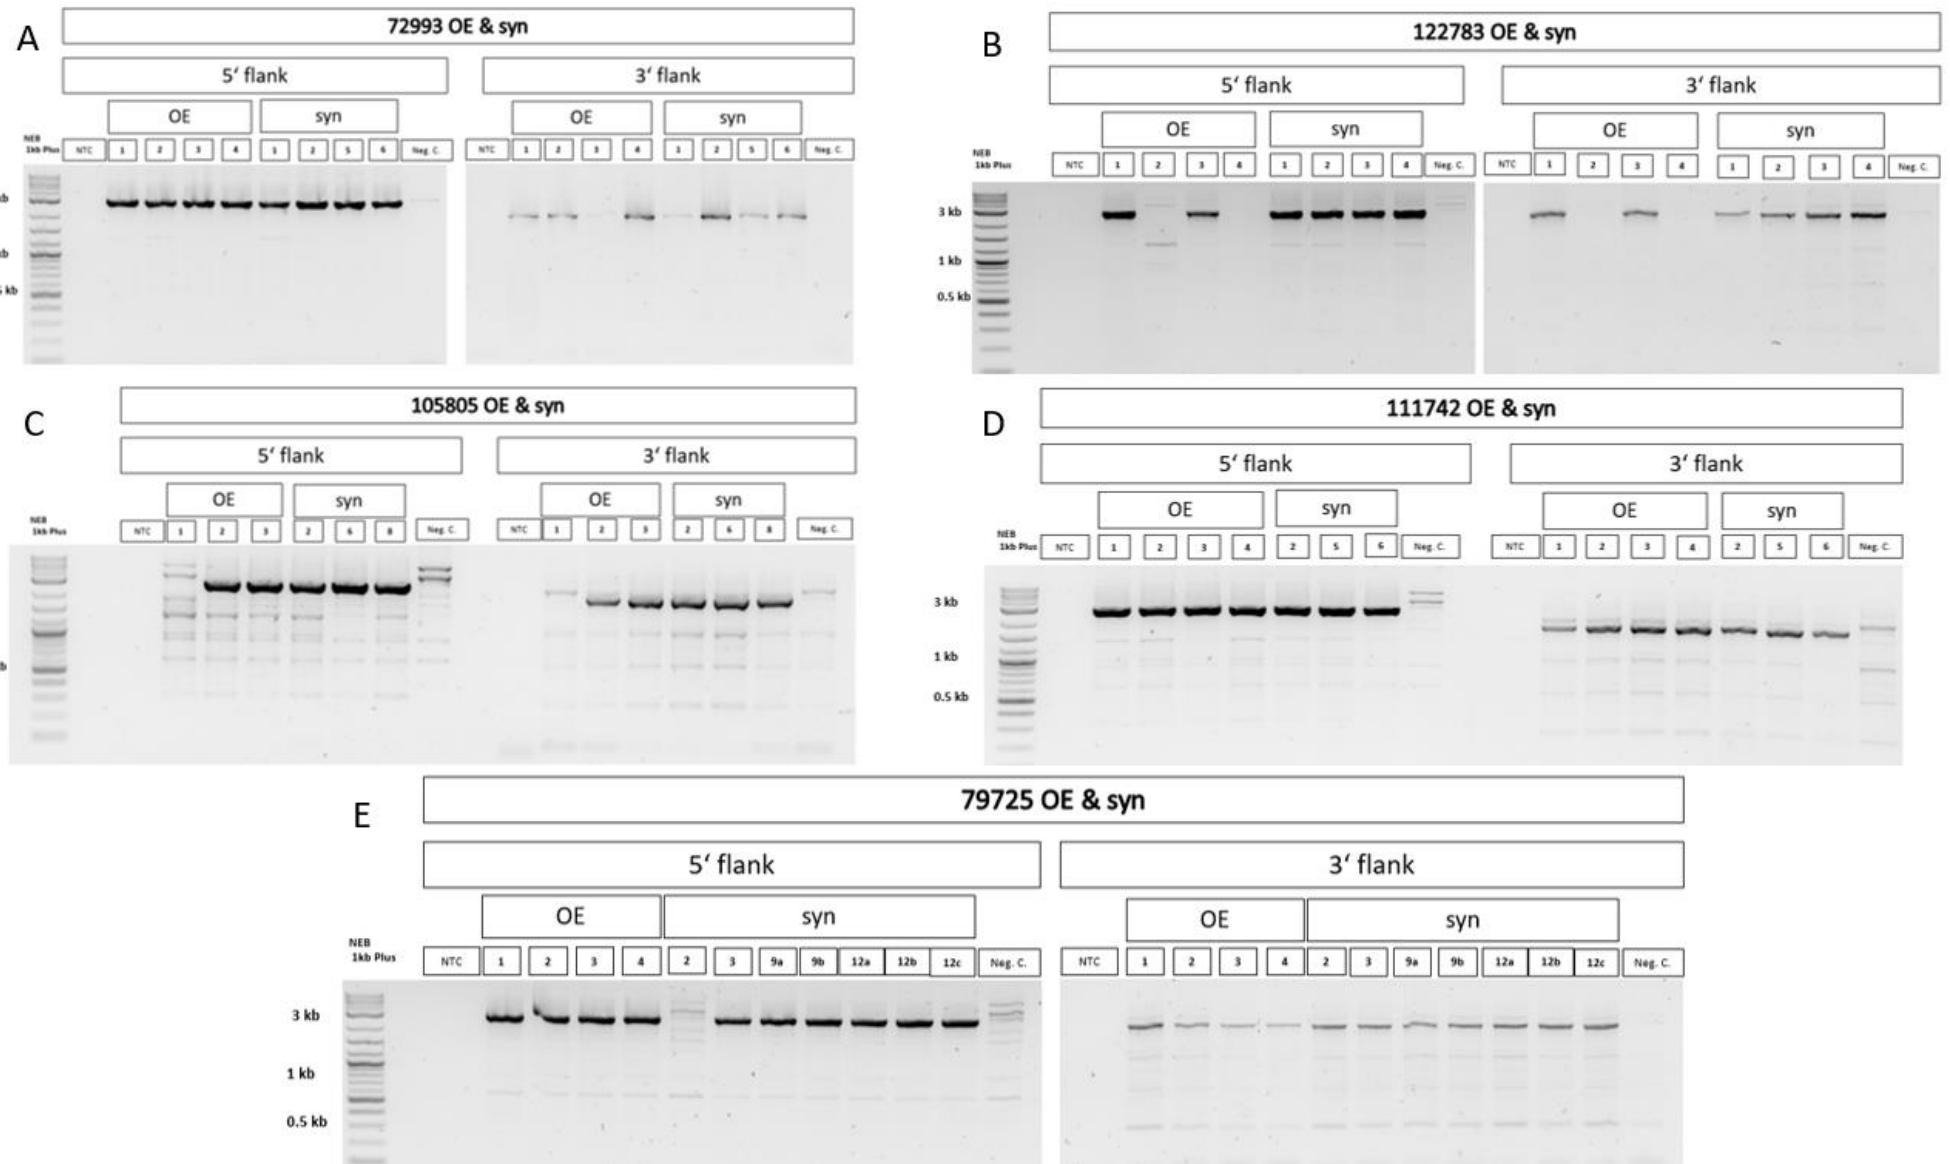 A
72993 OE & syn
5‘ flank 3‘ flank
OE syn OE syn
NEB
1kb Plus NTC 1 2 3 4 1 2 5 6 Neg. C. NTC 1 2 3 4 1 2 5 6 Neg. C.
kb
kb
kb
B
122783 OE & syn
5‘ flank 3‘ flank
OE syn OE syn
NEB
1kb Plus NTC 1 2 3 4 1 2 3 4 Neg. C. NTC 1 2 3 4 1 2 3 4 Neg. C.
3 kb
1 kb
0.5 kb
C
105805 OE & syn
5‘ flank 3‘ flank
OE syn OE syn
NEB
1kb Plus NTC 1 2 3 2 6 8 Neg. C. NTC 1 2 3 2 6 8 Neg. C.
D
111742 OE & syn
5‘ flank 3‘ flank
OE syn OE syn
NEB
1kb Plus NTC 1 2 3 4 2 5 6 Neg. C. NTC 1 2 3 4 2 5 6 Neg. C.
3 kb
1 kb
0.5 kb
E
79725 OE & syn
5‘ flank 3‘ flank
OE syn OE syn
NEB
1kb Plus NTC 1 2 3 4 2 3 9a 9b 12a 12b 12c Neg. C. NTC 1 2 3 4 2 3 9a 9b 12a 12b 12c Neg. C.
3 kb
1 kb
0.5 kb